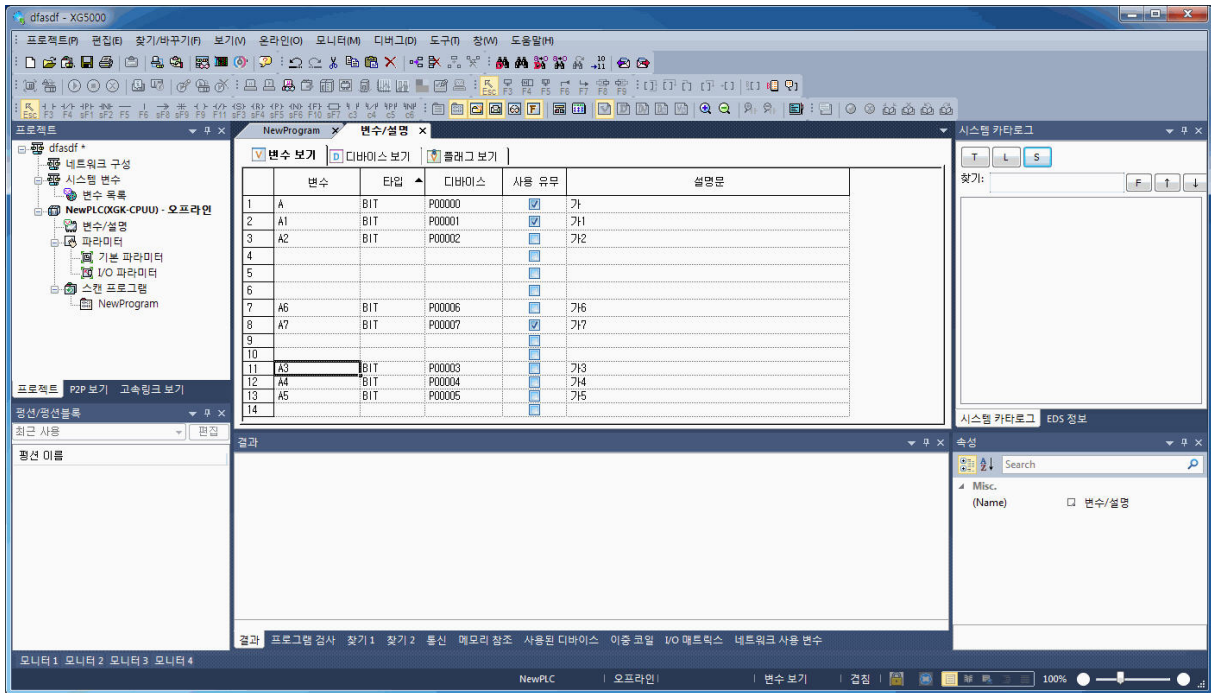 dfasdf - XG5000
프로젝트(P) 편집(E) 찾기/바꾸기(F) 보기(V) 온라인(O) 모니터(M) 디버그(D) 도구(T) 창(W) 도움말(H)
프로젝트
dfasdf *
네트워크 구성
시스템 변수
변수 목록
NewPLC(XGK-CPUU) - 오프라인
변수/설명
파라미터
기본 파라미터
I/O 파라미터
스캔 프로그램
NewProgram
프로젝트 P2P 보기 고속링크 보기
펑션/펑션블록
최근 사용 편집
펑션 이름
NewProgram x 변수/설명 x
V 변수 보기 D 디바이스 보기 플래그 보기
변수 타입 디바이스 사용 유무 설명문
1 A BIT P00000 가
2 A1 BIT P00001 가1
3 A2 BIT P00002 가2
4
5
6
7 A6 BIT P00006 가6
8 A7 BIT P00007 가7
9
10
11 A3 BIT P00003 가3
12 A4 BIT P00004 가4
13 A5 BIT P00005 가5
14
결과
결과 프로그램 검사 찾기 1 찾기 2 통신 메모리 참조 사용된 디바이스 이중 코일 I/O 매트릭스 네트워크 사용 변수
시스템 카타로그
T L S
찾기: F
시스템 카타로그 EDS 정보
속성
Search
Misc.
(Name) 변수/설명
모니터 1 모니터 2 모니터 3 모니터 4
NewPLC 오프라인 변수 보기 겹침 100%